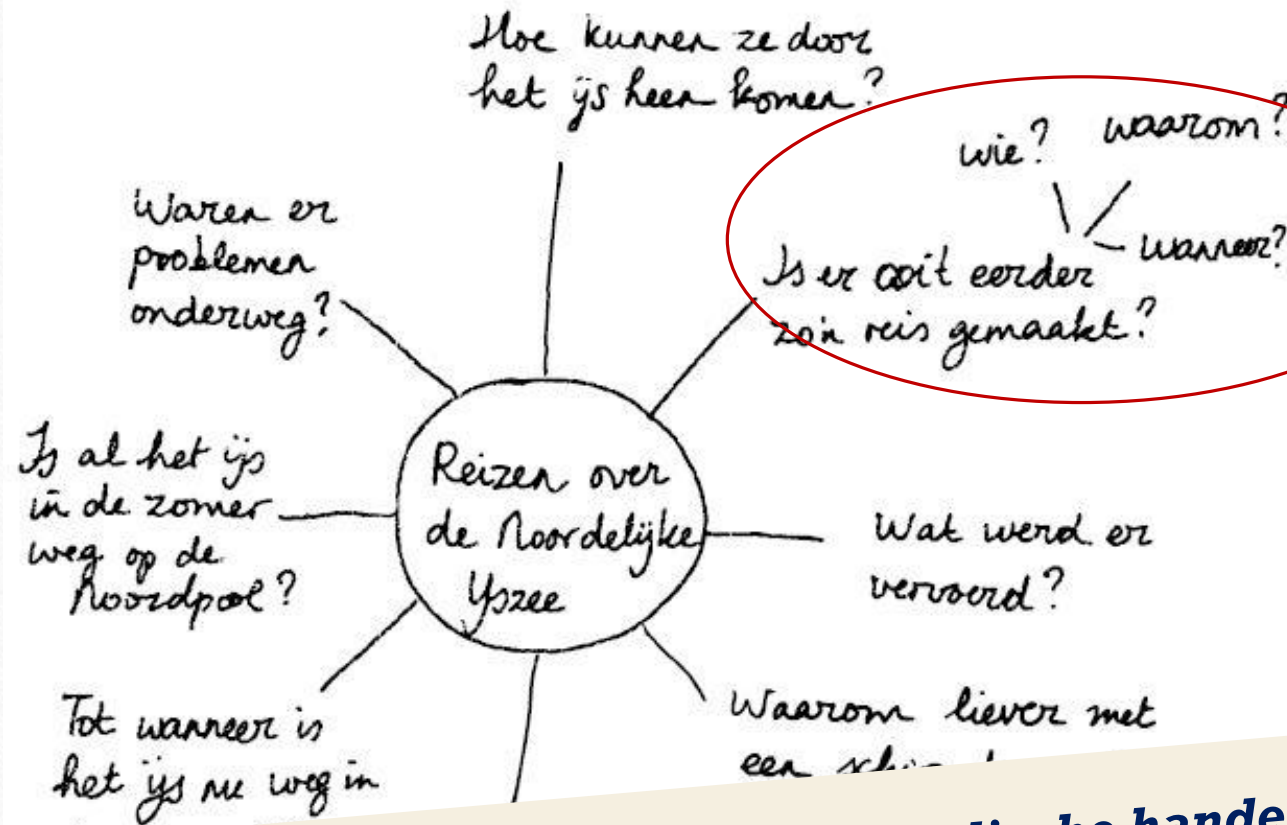 Hoe kunnen ze door
het ijs heen komen?
wie?
waarom?
wanneer?
Is er ooit eerder
zo'n reis gemaakt?
Waren er
problemen
onderweg?
Is al het ijs
in de zomer
weg op de
Noordpool?
Reizen over
de Noordelijke
IJszee
Wat werd er
vervoerd?
Tot wanneer is
het ijs nu weg in
Waarom liever met
een